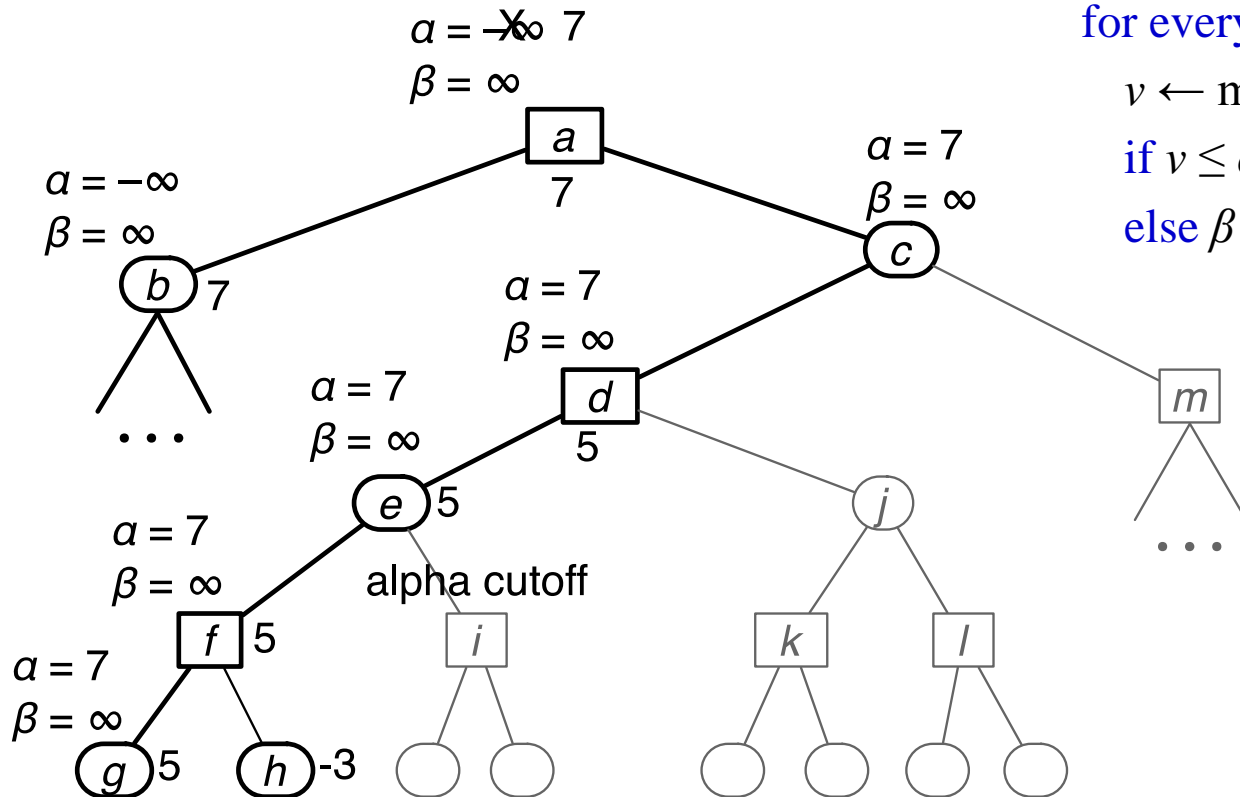 α = –∞ 7
β = ∞
for every
v ← m
if v ≤
else β
a
7
α = 7
β = ∞
c
α = –∞
β = ∞
b 7
α = 7
β = ∞
d
5
m
α = 7
β = ∞
e 5
j
...
...
α = 7
β = ∞
alpha cutoff
f 5
i
k
l
α = 7
β = ∞
g 5
h -3